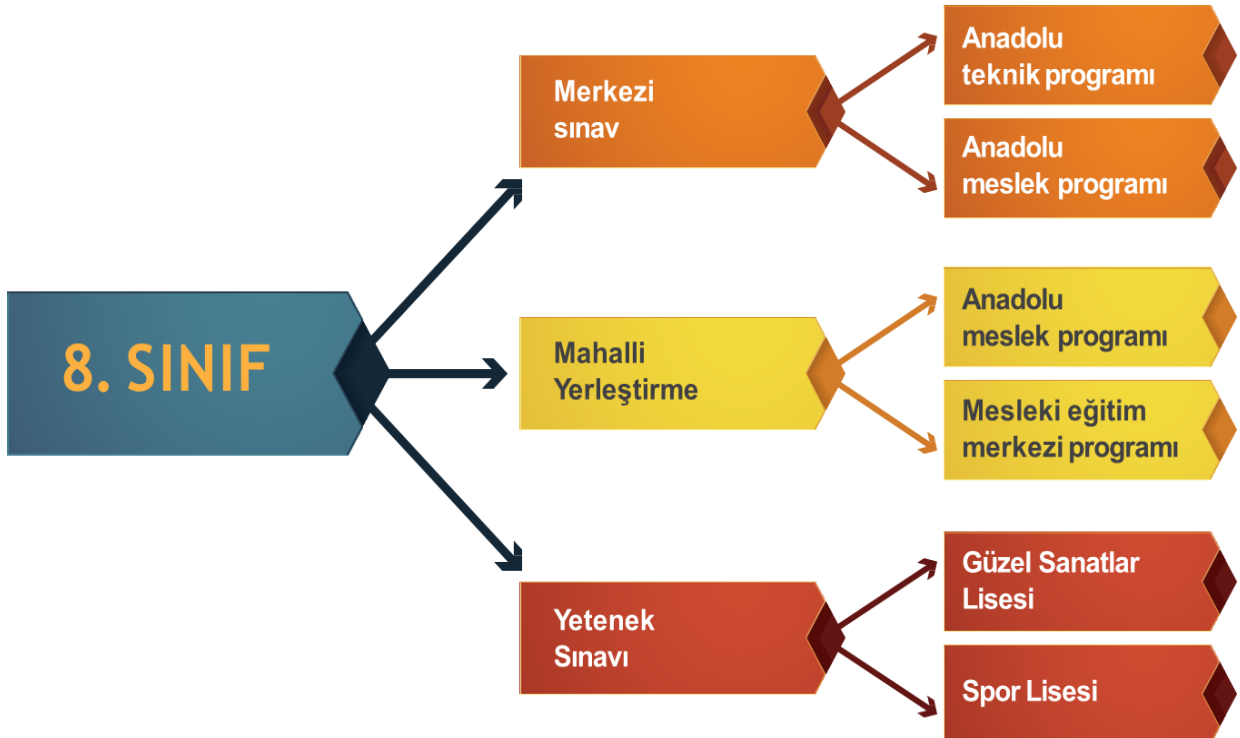 8. SINIF
Merkezi
sınav
Anadolu
teknik programı
Anadolu
meslek programı
Mahalli
Yerleştirme
Anadolu
meslek programı
Mesleki eğitim
merkezi programı
Yetenek
Sınavı
Güzel Sanatlar
Lisesi
Spor Lisesi